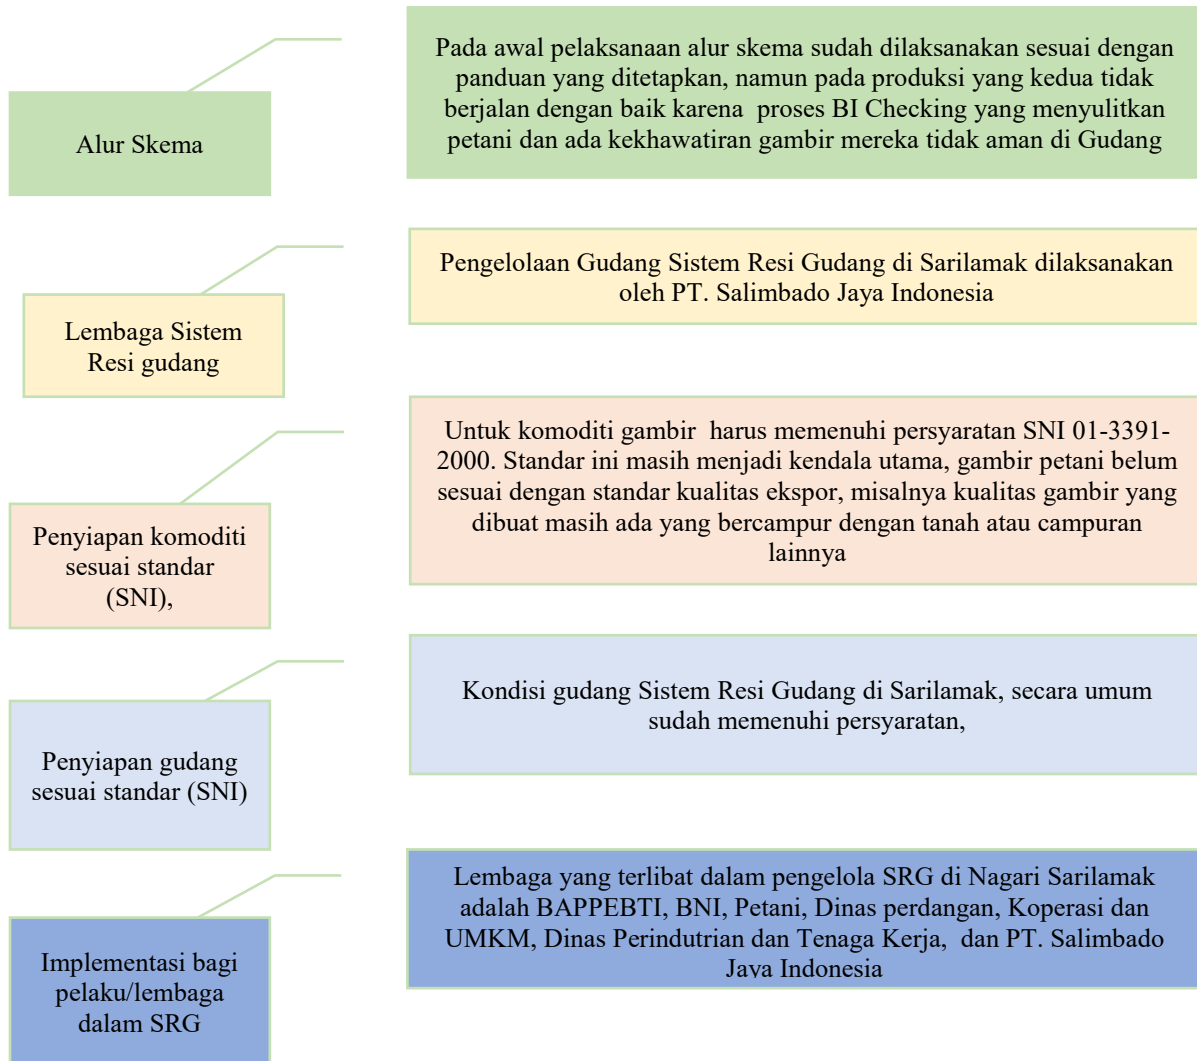 Pada awal pelaksanaan alur skema sudah dilaksanakan sesuai dengan
panduan yang ditetapkan, namun pada produksi yang kedua tidak
berjalan dengan baik karena proses BI Checking yang menyulitkan
petani dan ada kekhawatiran gambir mereka tidak aman di Gudang
Alur Skema
Pengelolaan Gudang Sistem Resi Gudang di Sarilamak dilaksanakan
oleh PT. Salimbado Jaya Indonesia
Lembaga Sistem
Resi gudang
Untuk komoditi gambir harus memenuhi persyaratan SNI 01-3391-
2000. Standar ini masih menjadi kendala utama, gambir petani belum
sesuai dengan standar kualitas ekspor, misalnya kualitas gambir yang
dibuat masih ada yang bercampur dengan tanah atau campuran
lainnya
Penyiapan komoditi
sesuai standar
(SNI),
Kondisi gudang Sistem Resi Gudang di Sarilamak, secara umum
sudah memenuhi persyaratan,
Penyiapan gudang
sesuai standar (SNI)
Lembaga yang terlibat dalam pengelola SRG di Nagari Sarilamak
adalah BAPPEBTI, BNI, Petani, Dinas perdangan, Koperasi dan
UMKM, Dinas Perindutrian dan Tenaga Kerja, dan PT. Salimbado
Jaya Indonesia
Implementasi bagi
pelaku/lembaga
dalam SRG